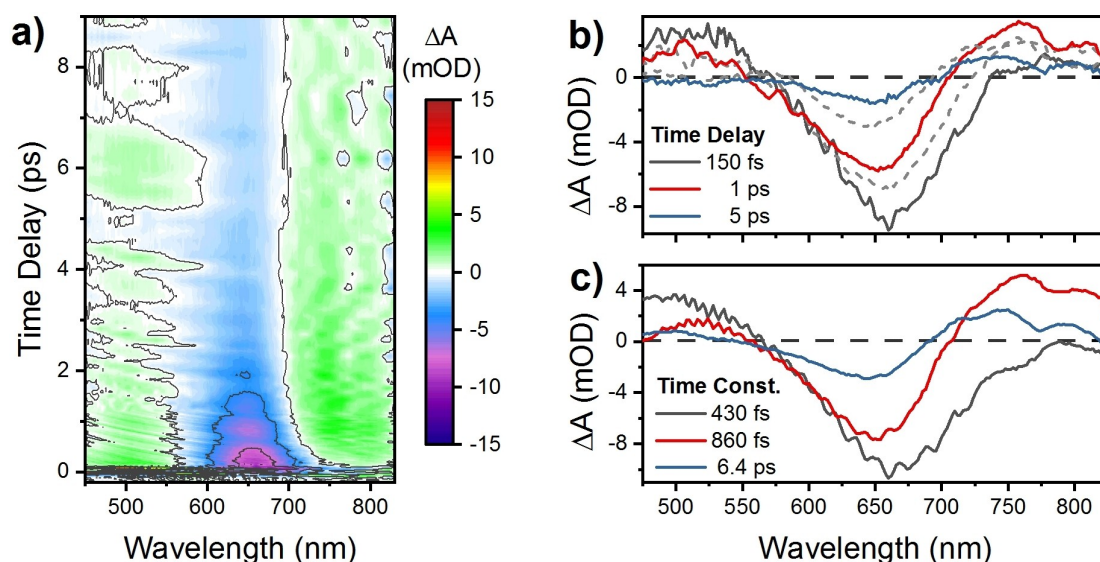 a)
ΔA
(mOD)
15
10
5
0
-5
-10
-15
8
6
4
2
0
Time Delay (ps)
500 600 700 800
Wavelength (nm)
b)
0
-4
-8
ΔA (mOD)
Time Delay
150 fs
1 ps
5 ps
c)
4
0
-4
-8
ΔA (mOD)
Time Const.
430 fs
860 fs
6.4 ps
500 550 600 650 700 750 800
Wavelength (nm)